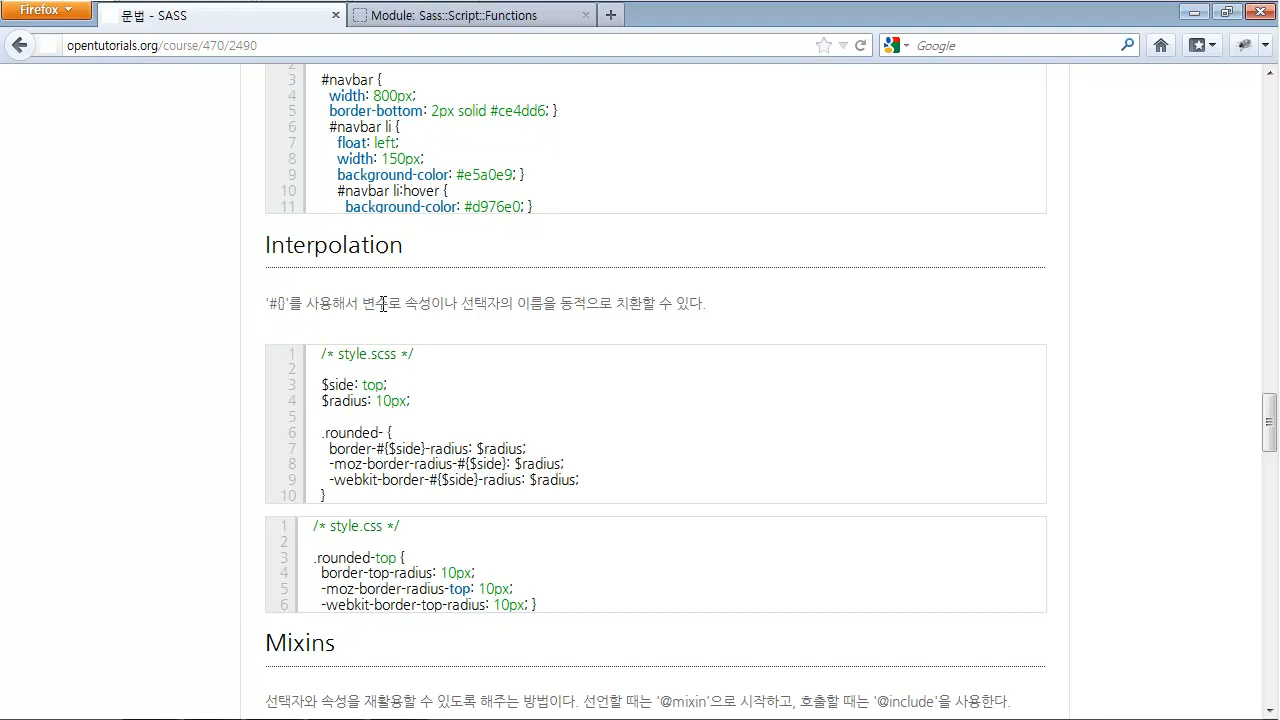 Firefox
문법 - SASS
Module: Sass::Script::Functions
opentutorials.org/course/470/2490
Google
2
3 #navbar {
4 width: 800px;
5 border-bottom: 2px solid #ce4dd6; }
6 #navbar li {
7 float: left;
8 width: 150px;
9 background-color: #e5a0e9; }
10 #navbar li:hover {
11 background-color: #d976e0; }
Interpolation
'#{}'를 사용해서 변수로 속성이나 선택자의 이름을 동적으로 치환할 수 있다.
1 /* style.scss */
2
3 $side: top;
4 $radius: 10px;
5
6 .rounded- {
7 border-#{$side}-radius: $radius;
8 -moz-border-radius-#{$side}: $radius;
9 -webkit-border-#{$side}-radius: $radius;
10 }
1 /* style.css */
2
3 .rounded-top {
4 border-top-radius: 10px;
5 -moz-border-radius-top: 10px;
6 -webkit-border-top-radius: 10px; }
Mixins
선택자와 속성을 재활용할 수 있도록 해주는 방법이다. 선언할 때는 '@mixin'으로 시작하고, 호출할 때는 '@include'을 사용한다.